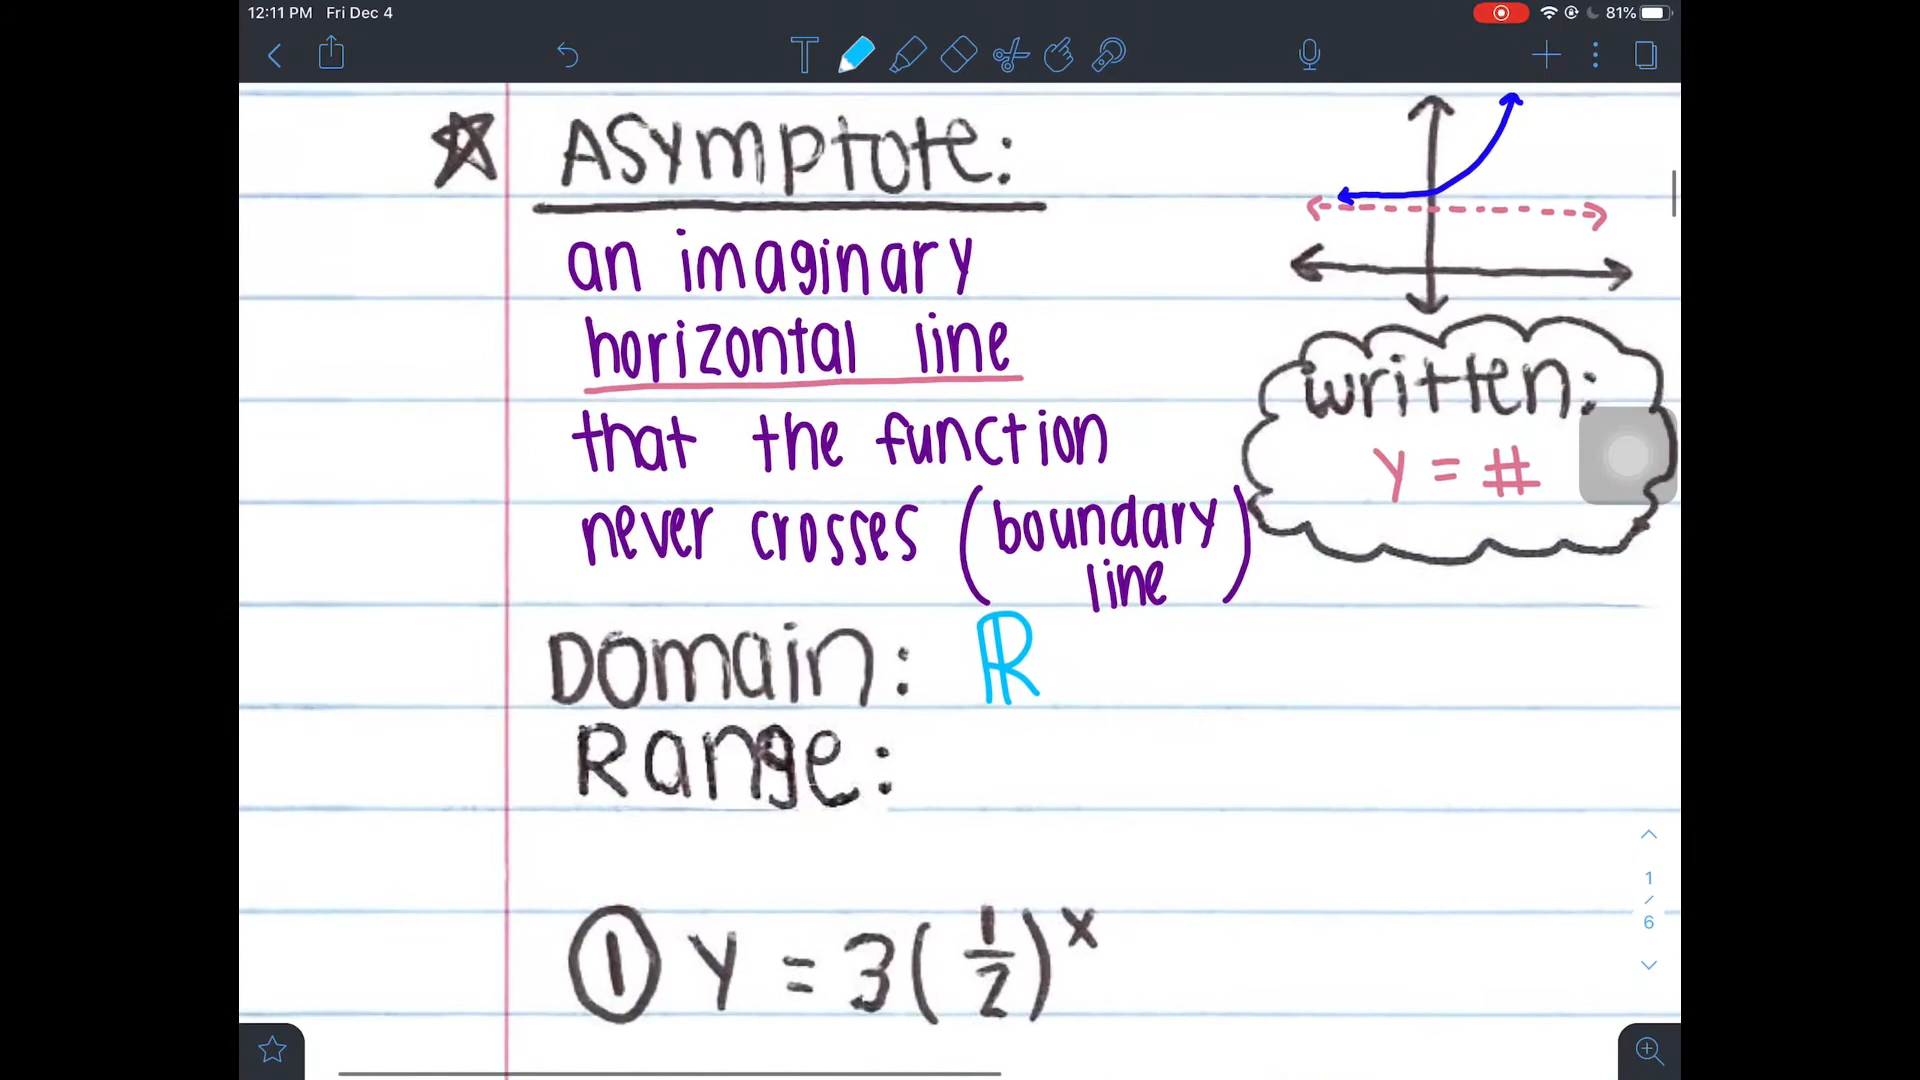 12:11 PM Fri Dec 4
81%
T
Asymptote:
an imaginary
horizontal line
that the function
never crosses (boundary
line)
written:
y = #
Domain: ℝ
Range:
① y = 3(1/2)^x
1
/
6